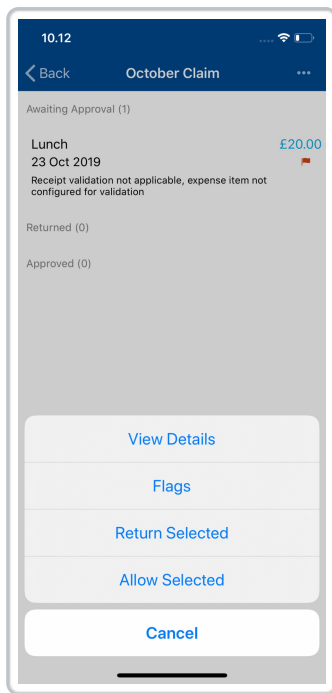 10.12
Back
October Claim
Awaiting Approval (1)
Lunch
£20.00
23 Oct 2019
Receipt validation not applicable, expense item not
configured for validation
Returned (0)
Approved (0)
View Details
Flags
Return Selected
Allow Selected
Cancel